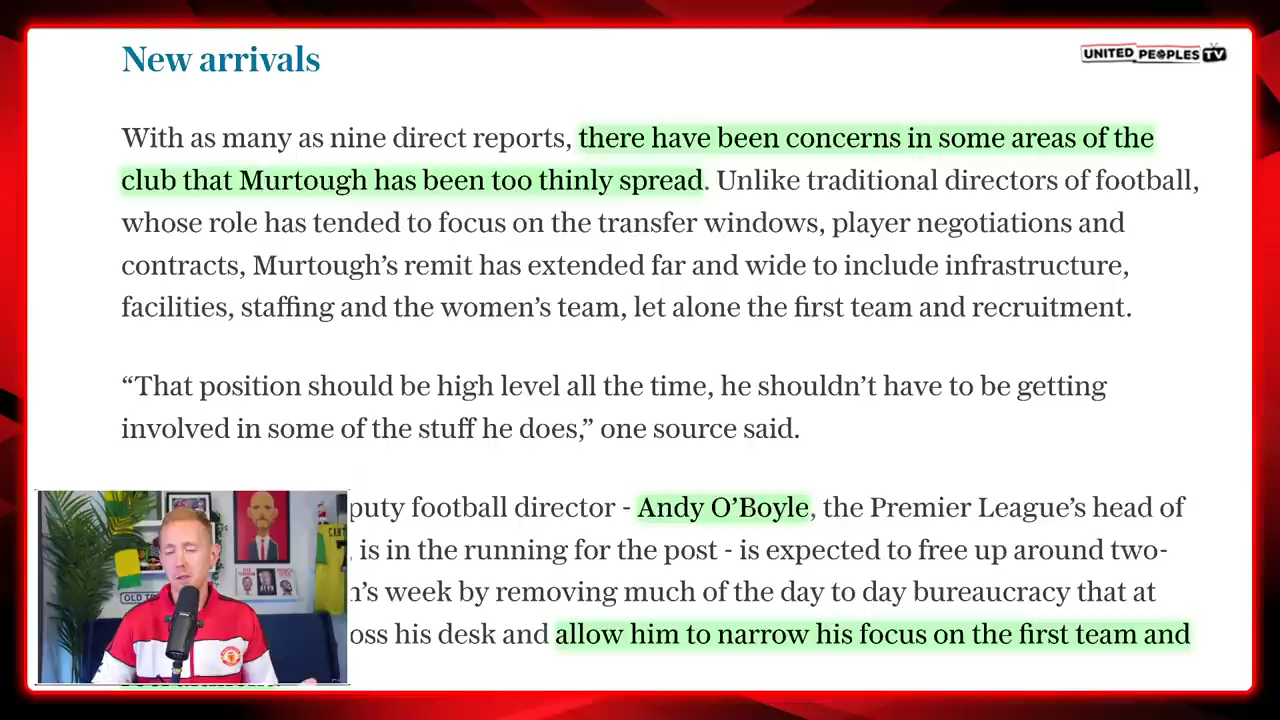 New arrivals
UNITED PEOPLES TV
With as many as nine direct reports, there have been concerns in some areas of the
club that Murtough has been too thinly spread. Unlike traditional directors of football,
whose role has tended to focus on the transfer windows, player negotiations and
contracts, Murtough’s remit has extended far and wide to include infrastructure,
facilities, staffing and the women’s team, let alone the first team and recruitment.
“That position should be high level all the time, he shouldn’t have to be getting
involved in some of the stuff he does,” one source said.
puty football director - Andy O’Boyle, the Premier League’s head of
is in the running for the post - is expected to free up around two-
’s week by removing much of the day to day bureaucracy that at
oss his desk and allow him to narrow his focus on the first team and
OLD